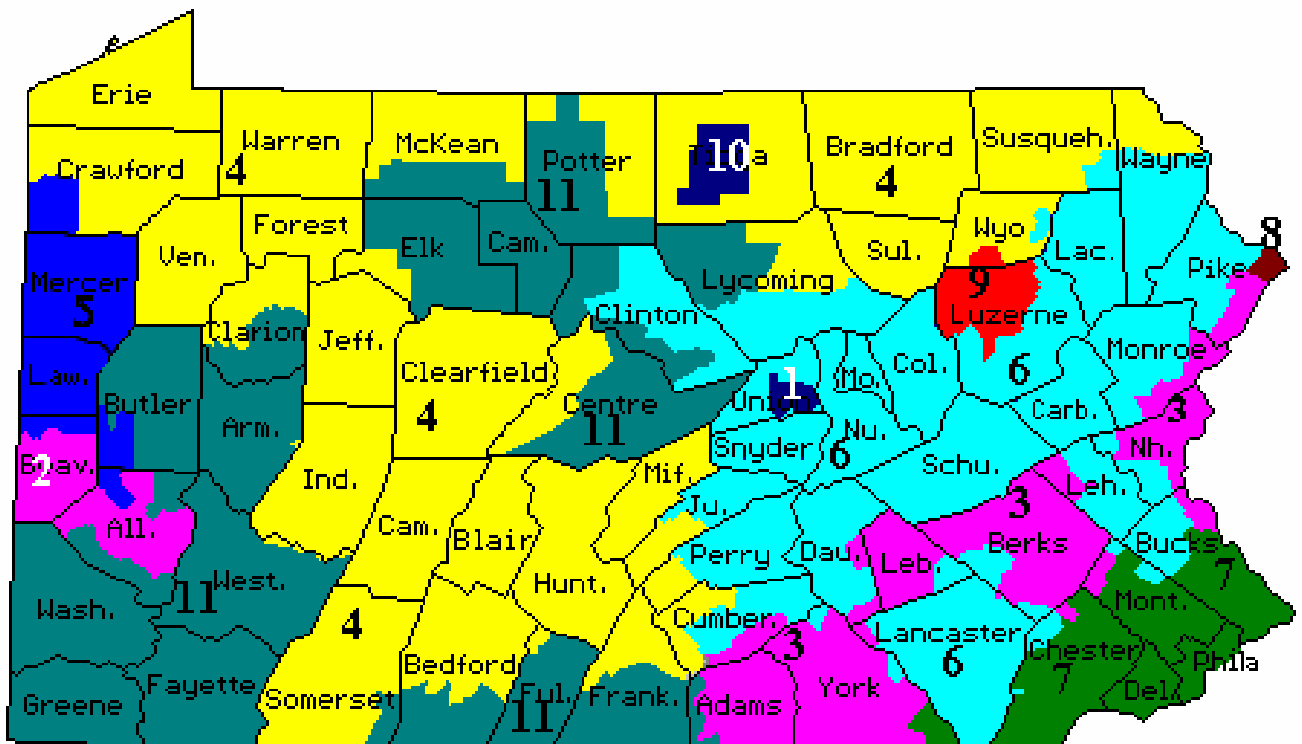 Erie
Warren
McKean
Potter
10
Bradford
Susqueh.
Wayne
Crawford
4
11
4
Forest
Wyo
8
Ven.
Elk
Cam.
Sul.
Lac.
Pike
Mercer
Lycoming
9
5
Clarion
Clinton
Luzerne
Jeff.
Monroe
Law.
Clearfield
1
Mo.
Col.
6
Butler
Centre
Union
Carb.
3
Arm.
4
11
Nu.
Snyder
6
Nh.
2
Beav.
Ind.
Mif.
Schu.
Leh.
3
Ju.
All.
Cam.
Blair
Perry
Dau.
Berks
Bucks
West.
Hunt.
Leb.
7
Wash.
11
4
Cumber.
Mont.
3
Lancaster
Chester
Phila
Bedford
6
7
Greene
Fayette
Somerset
Ful.
Frank.
Adams
York
Del.
11